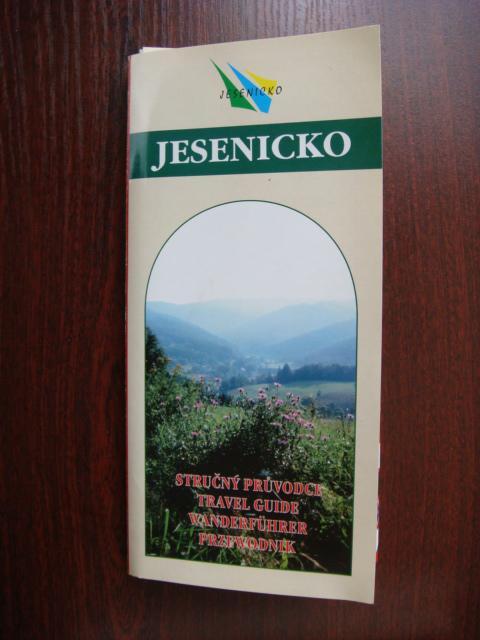 JESENICKO
JESENICKO
STRUČNÝ PRŮVODCE
TRAVEL GUIDE
WANDERFÜHRER
PRZEWODNIK